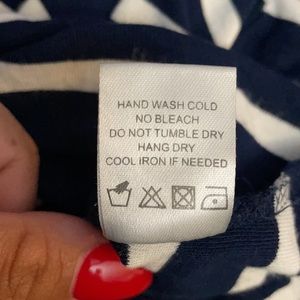 HAND WASH COLD
NO BLEACH
DO NOT TUMBLE DRY
HANG DRY
COOL IRON IF NEEDED